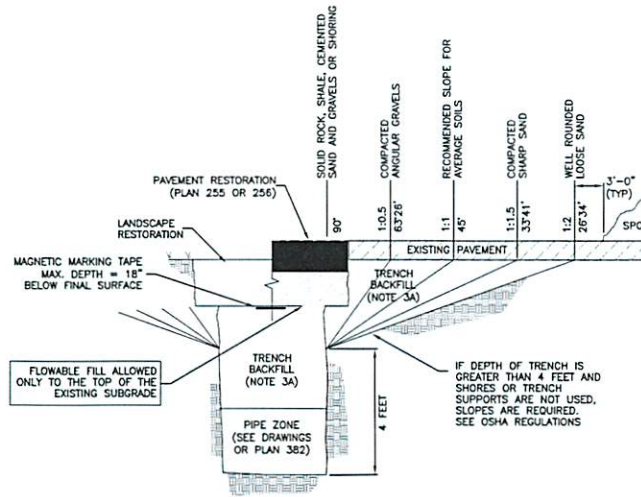 SOLID ROCK, SHALE, CEMENTED
SAND AND GRAVELS OR SHORING
90°
COMPACTED
ANGULAR GRAVELS
1:0.5
63°26'
RECOMMENDED SLOPE FOR
AVERAGE SOILS
1:1
45°
COMPACTED
SHARP SAND
1:1.5
33°41'
WELL ROUNDED
LOOSE SAND
1:2
26°34'
3'-0"
(TYP)
SPO
PAVEMENT RESTORATION
(PLAN 255 OR 256)
LANDSCAPE
RESTORATION
MAGNETIC MARKING TAPE
MAX. DEPTH = 18"
BELOW FINAL SURFACE
EXISTING PAVEMENT
TRENCH
BACKFILL
(NOTE 3A)
FLOWABLE FILL ALLOWED
ONLY TO THE TOP OF THE
EXISTING SUBGRADE
TRENCH
BACKFILL
(NOTE 3A)
PIPE ZONE
(SEE DRAWINGS
OR PLAN 382)
4 FEET
IF DEPTH OF TRENCH IS
GREATER THAN 4 FEET AND
SHORES OR TRENCH
SUPPORTS ARE NOT USED,
SLOPES ARE REQUIRED.
SEE OSHA REGULATIONS